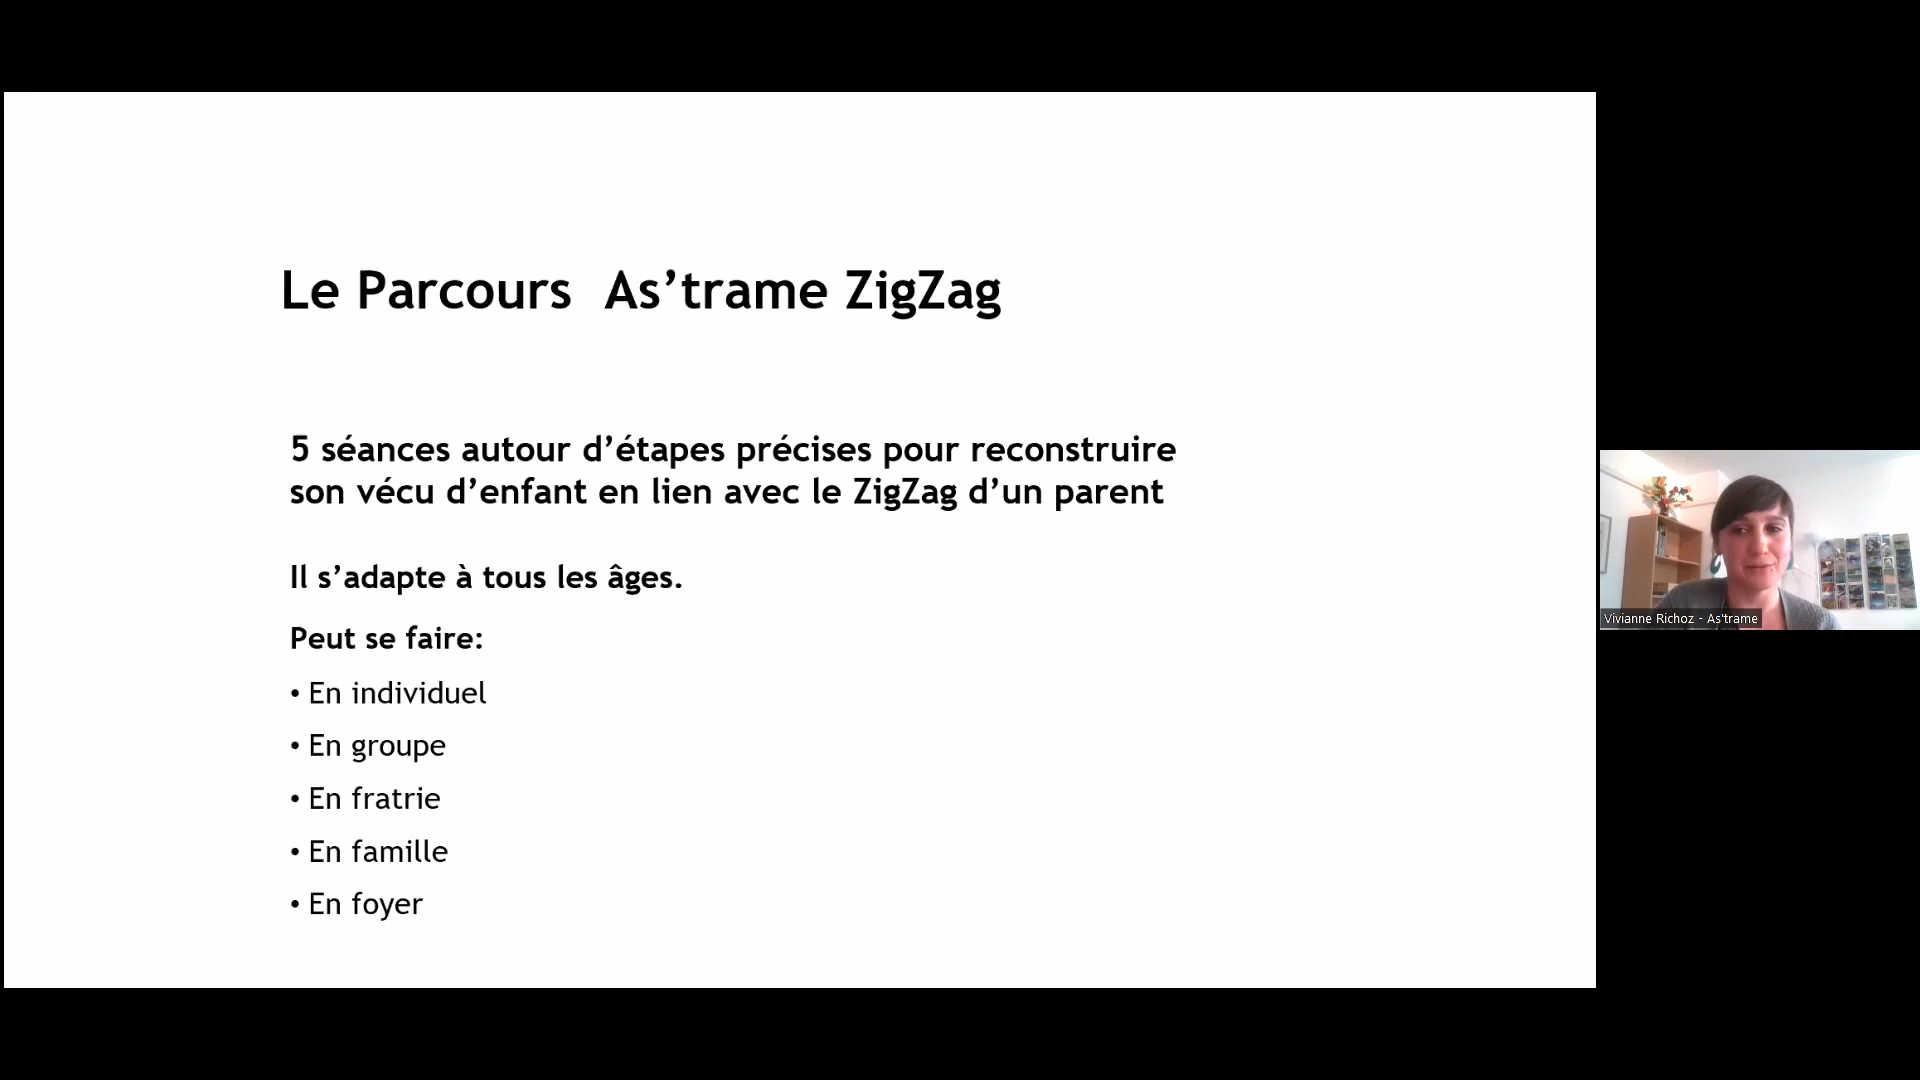 Le Parcours  As’trame ZigZag
5 séances autour d’étapes précises pour reconstruire
son vécu d’enfant en lien avec le ZigZag d’un parent
Il s’adapte à tous les âges.
Peut se faire:
• En individuel
• En groupe
• En fratrie
• En famille
• En foyer
Vivianne Richoz - As'trame